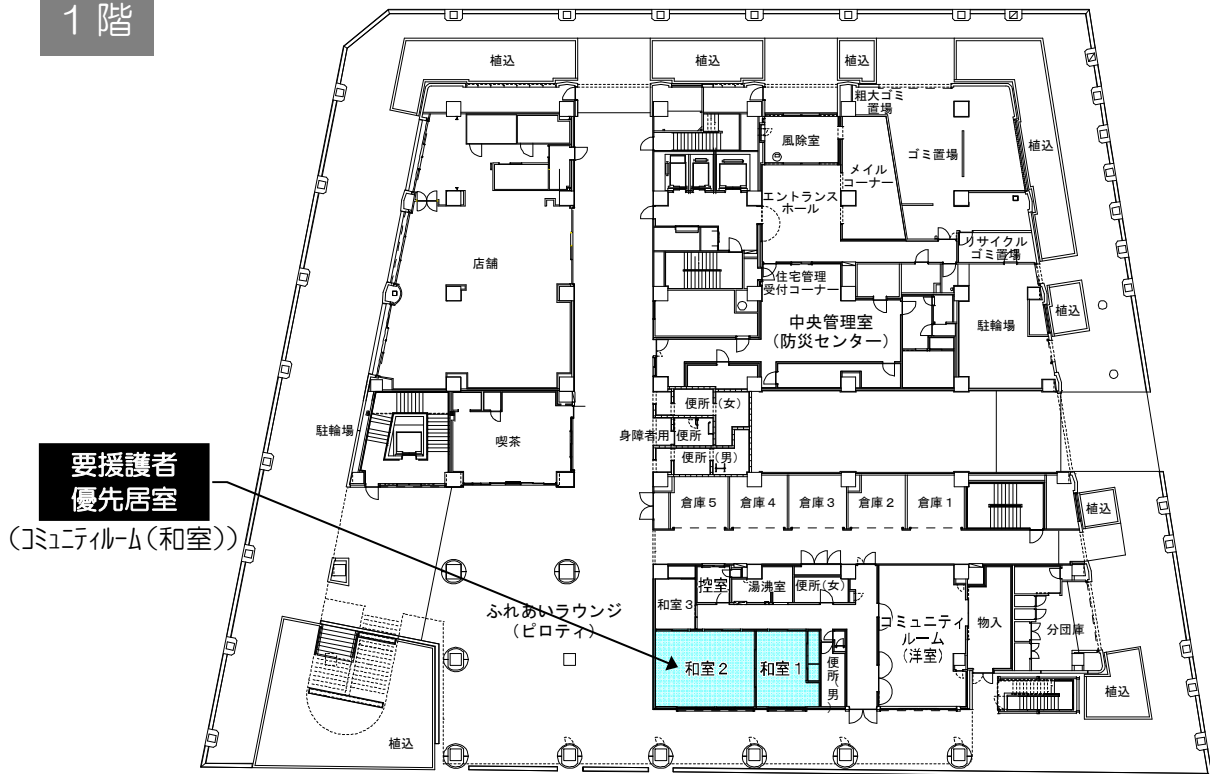 1階
植込
植込
植込
粗大ゴミ
置場
風除室
メイル
コーナー
ゴミ置場
植込
エントランス
ホール
リサイクル
ゴミ置場
店舗
住宅管理
受付コーナー
中央管理室
(防災センター)
駐輪場
植込
便所(女)
駐輪場
喫茶
身障者用便所
便所(男)
要援護者
優先居室
(コミュニティルーム(和室))
倉庫5
倉庫4
倉庫3
倉庫2
倉庫1
植込
控室
湯沸室
便所(女)
和室3
ふれあいラウンジ
(ピロティ)
コミュニティ
ルーム
(洋室)
物入
分団庫
和室2
和室1
便所(男)
植込
植込